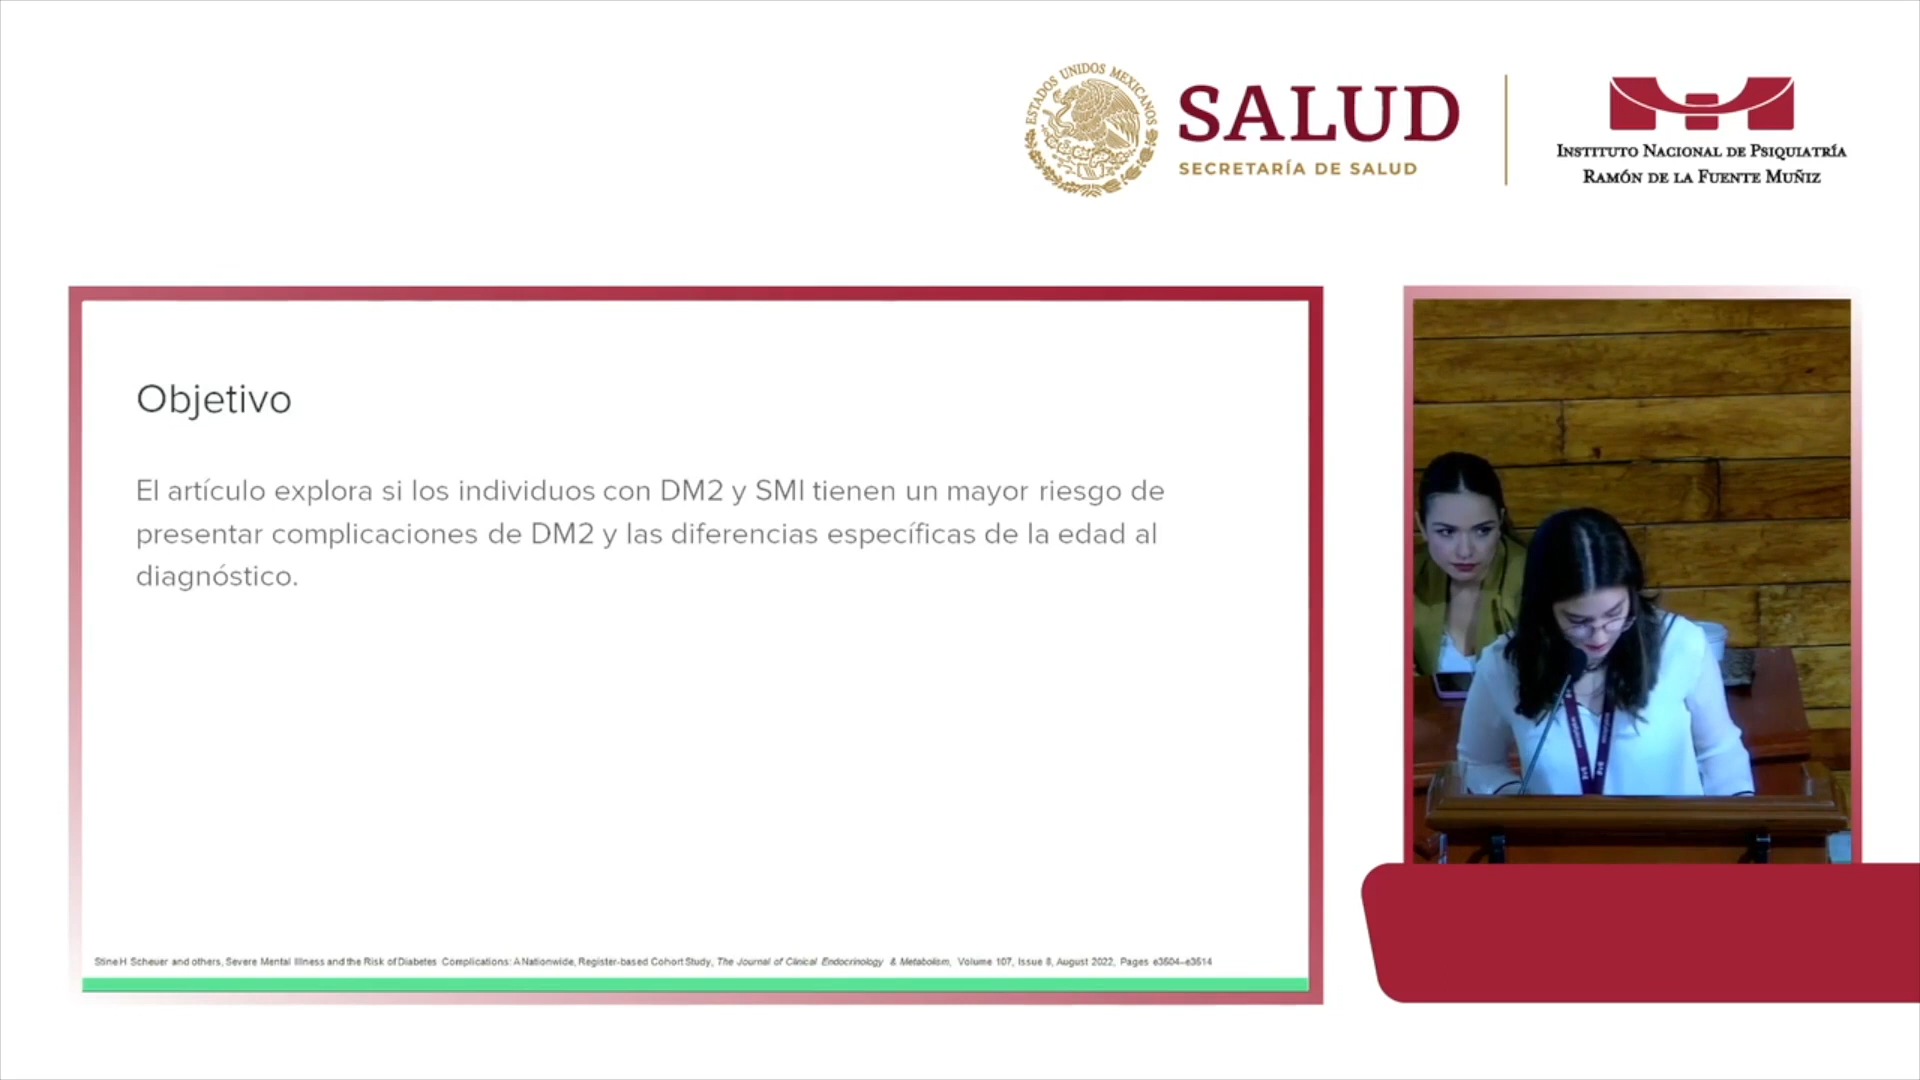 ESTADOS UNIDOS MEXICANOS
SALUD
SECRETARÍA DE SALUD
INSTITUTO NACIONAL DE PSIQUIATRÍA
RAMÓN DE LA FUENTE MUÑIZ
Objetivo
El artículo explora si los individuos con DM2 y SMI tienen un mayor riesgo de
presentar complicaciones de DM2 y las diferencias específicas de la edad al
diagnóstico.
Stine H Scheuer and others, Severe Mental Illness and the Risk of Diabetes Complications: A Nationwide, Register-based Cohort Study, The Journal of Clinical Endocrinology & Metabolism, Volume 107, Issue 8, August 2022, Pages e3504–e3514